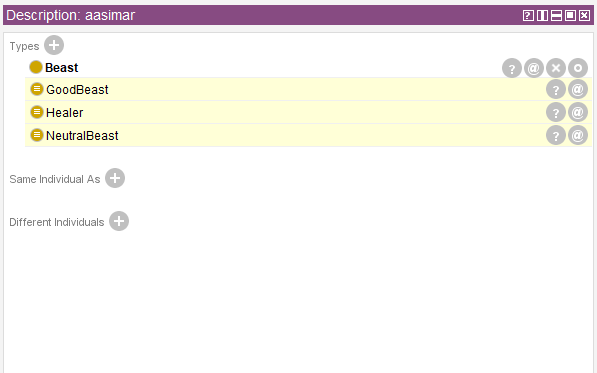 Description: aasimar
Types
Beast
GoodBeast
Healer
NeutralBeast
Same Individual As
Different Individuals